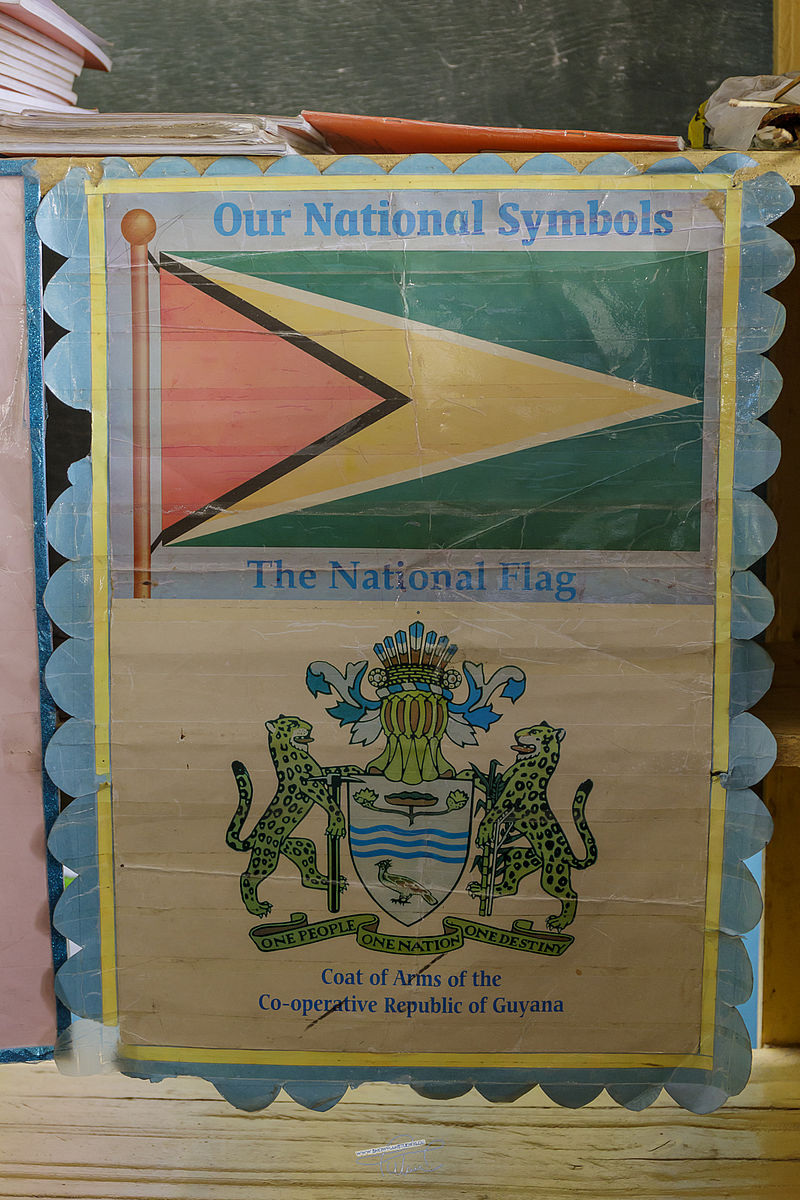 Our National Symbols
The National Flag
ONE PEOPLE ONE NATION ONE DESTINY
Coat of Arms of the
Co-operative Republic of Guyana